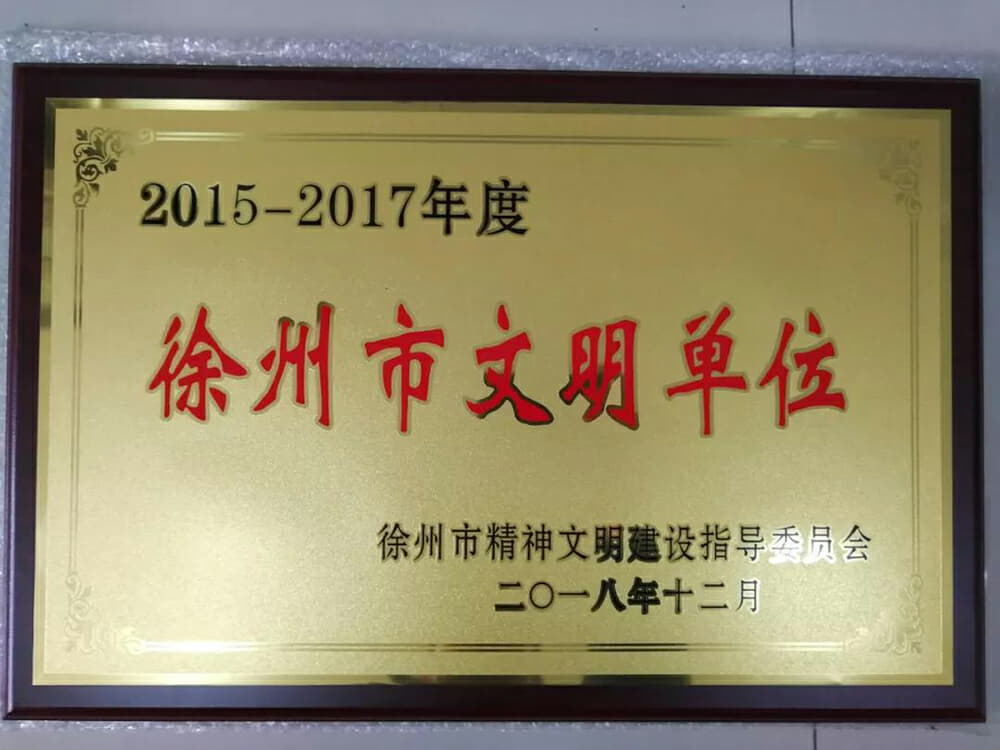 2015-2017年度
徐州市文明单位
徐州市精神文明建设指导委员会
二〇一八年十二月